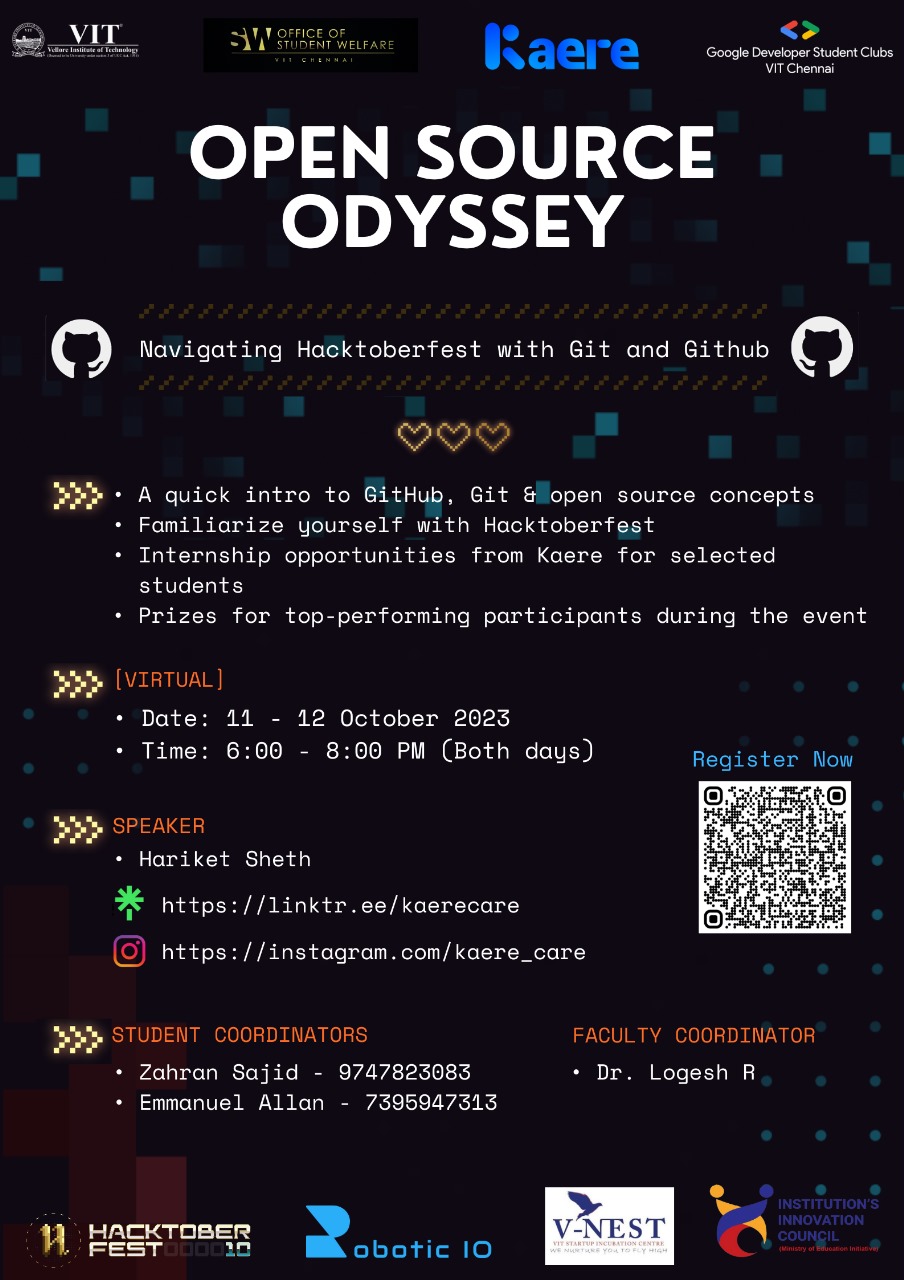 VIT
Vellore Institute of Technology
SW OFFICE OF
STUDENT WELFARE
VIT CHENNAI
Kaere
Google Developer Student Clubs
VIT Chennai
OPEN SOURCE
ODYSSEY
Navigating Hacktoberfest with Git and Github
• A quick intro to GitHub, Git & open source concepts
• Familiarize yourself with Hacktoberfest
• Internship opportunities from Kaere for selected
students
• Prizes for top-performing participants during the event
[VIRTUAL]
• Date: 11 - 12 October 2023
• Time: 6:00 - 8:00 PM (Both days)
Register Now
SPEAKER
• Hariket Sheth
https://linktr.ee/kaerecare
https://instagram.com/kaere_care
STUDENT COORDINATORS
• Zahran Sajid - 9747823083
• Emmanuel Allan - 7395947313
FACULTY COORDINATOR
• Dr. Logesh R
HACKTOBER
FEST000010
Robotic IO
V-NEST
VIT STARTUP INCUBATION CENTRE
WE NURTURE YOU TO FLY HIGH
INSTITUTION'S
INNOVATION
COUNCIL
(Ministry of Education Initiative)